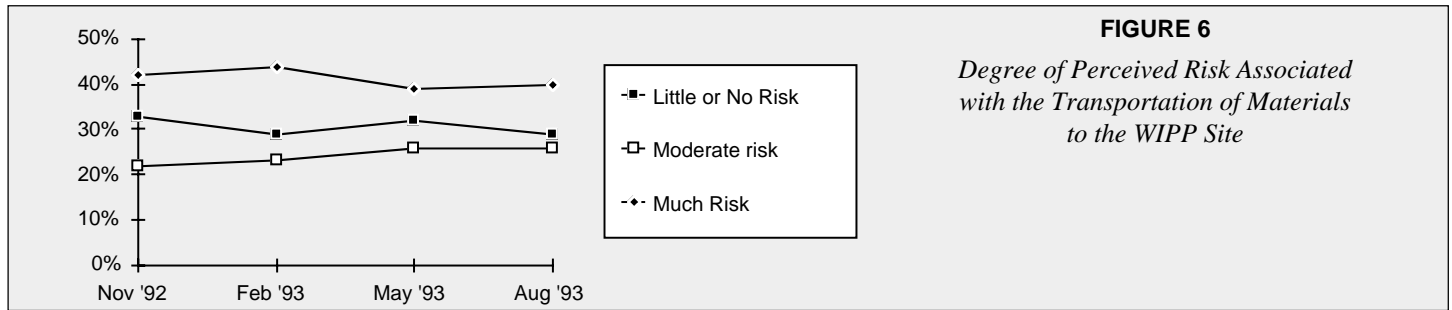 50%
40%
30%
20%
10%
0%
Nov '92 Feb '93 May '93 Aug '93
Little or No Risk
Moderate risk
Much Risk
FIGURE 6
Degree of Perceived Risk Associated
with the Transportation of Materials
to the WIPP Site